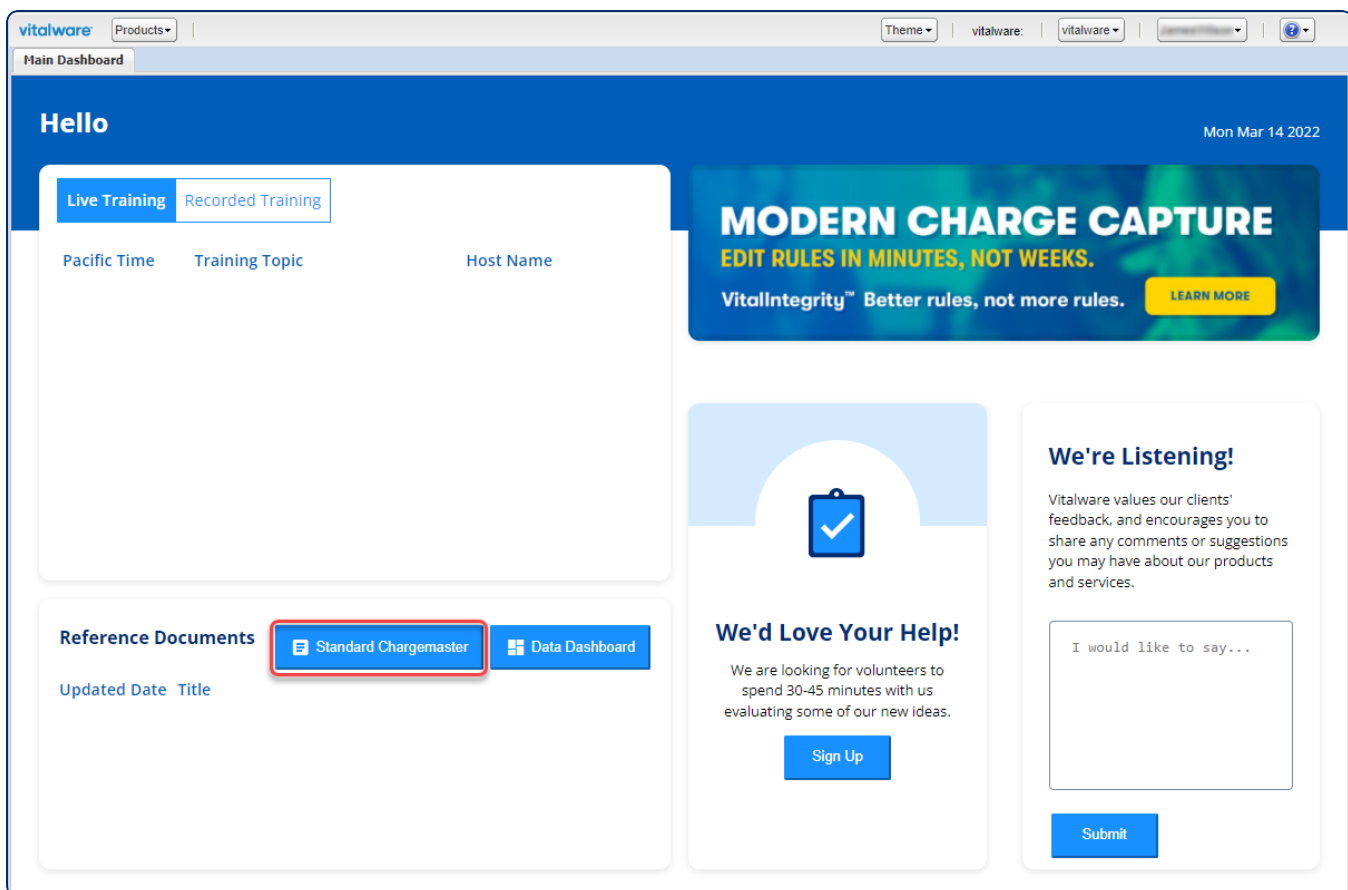 vitalware Products Theme vitalware: vitalware
Main Dashboard
Hello
Mon Mar 14 2022
Live Training Recorded Training
Pacific Time Training Topic Host Name
MODERN CHARGE CAPTURE
EDIT RULES IN MINUTES, NOT WEEKS.
VitalIntegrity™ Better rules, not more rules. LEARN MORE
Reference Documents Standard Chargemaster Data Dashboard
Updated Date Title
We'd Love Your Help!
We are looking for volunteers to
spend 30-45 minutes with us
evaluating some of our new ideas.
Sign Up
We're Listening!
Vitalware values our clients'
feedback, and encourages you to
share any comments or suggestions
you may have about our products
and services.
I would like to say...
Submit